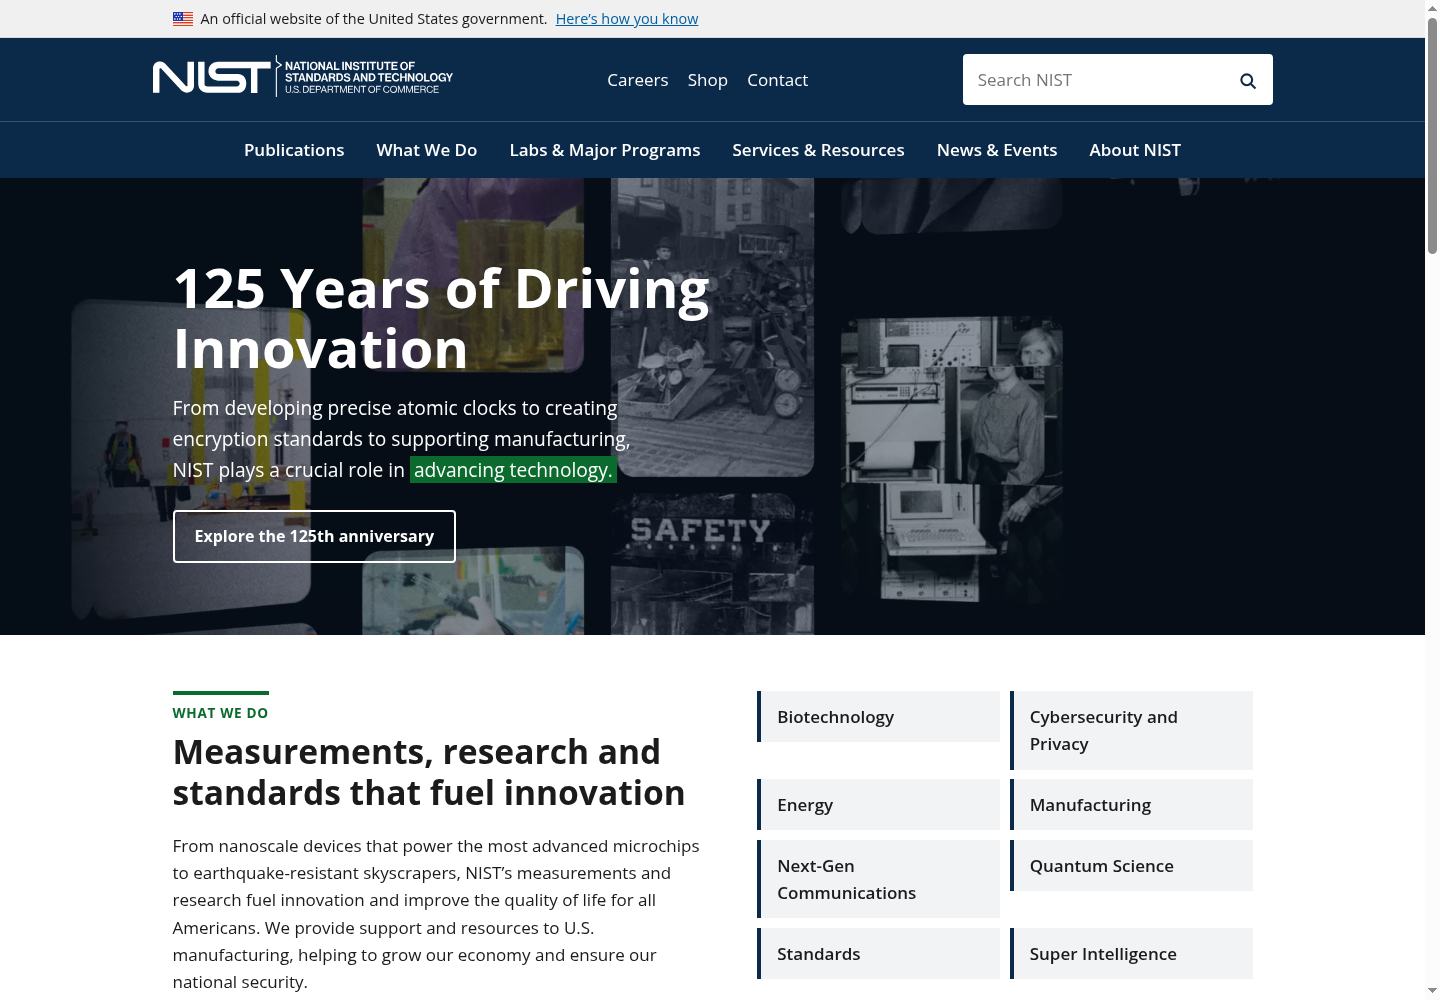 An official website of the United States government. Here’s how you know
NIST
NATIONAL INSTITUTE OF
STANDARDS AND TECHNOLOGY
U.S. DEPARTMENT OF COMMERCE
Careers Shop Contact
Search NIST
Publications What We Do Labs & Major Programs Services & Resources News & Events About NIST
125 Years of Driving
Innovation
From developing precise atomic clocks to creating
encryption standards to supporting manufacturing,
NIST plays a crucial role in advancing technology.
SAFETY
Explore the 125th anniversary
WHAT WE DO
Measurements, research and
standards that fuel innovation
From nanoscale devices that power the most advanced microchips
to earthquake-resistant skyscrapers, NIST’s measurements and
research fuel innovation and improve the quality of life for all
Americans. We provide support and resources to U.S.
manufacturing, helping to grow our economy and ensure our
national security.
Biotechnology
Cybersecurity and
Privacy
Energy
Manufacturing
Next-Gen
Communications
Quantum Science
Standards
Super Intelligence